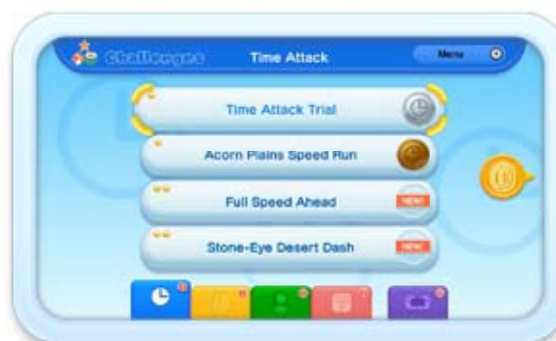 Challenges Time Attack Menu
Time Attack Trial
Acorn Plains Speed Run
Full Speed Ahead
NEW!
Stone-Eye Desert Dash
NEW!